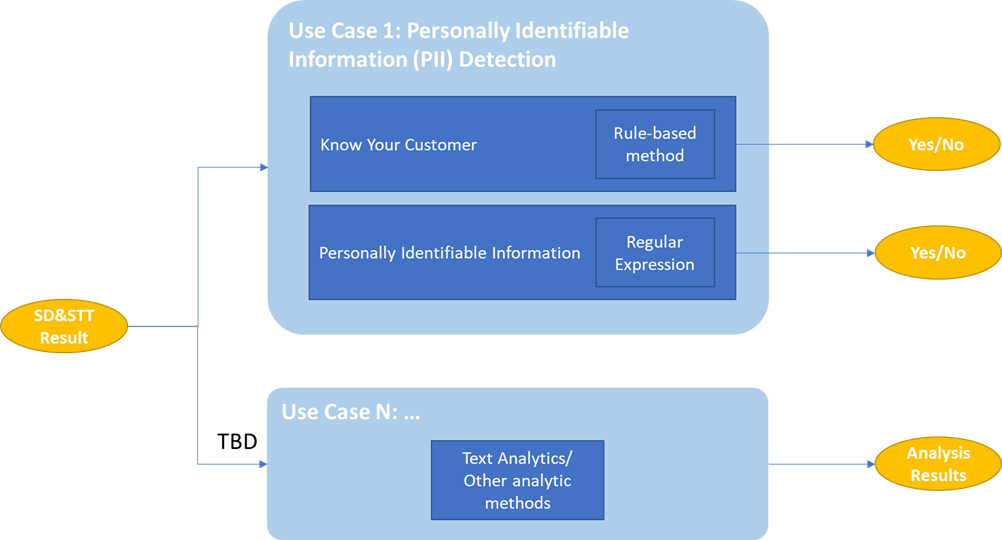 Use Case 1: Personally Identifiable
Information (PII) Detection
Know Your Customer
Rule-based
method
Yes/No
Personally Identifiable Information
Regular
Expression
Yes/No
SD&STT
Result
TBD
Use Case N: ...
Text Analytics/
Other analytic
methods
Analysis
Results